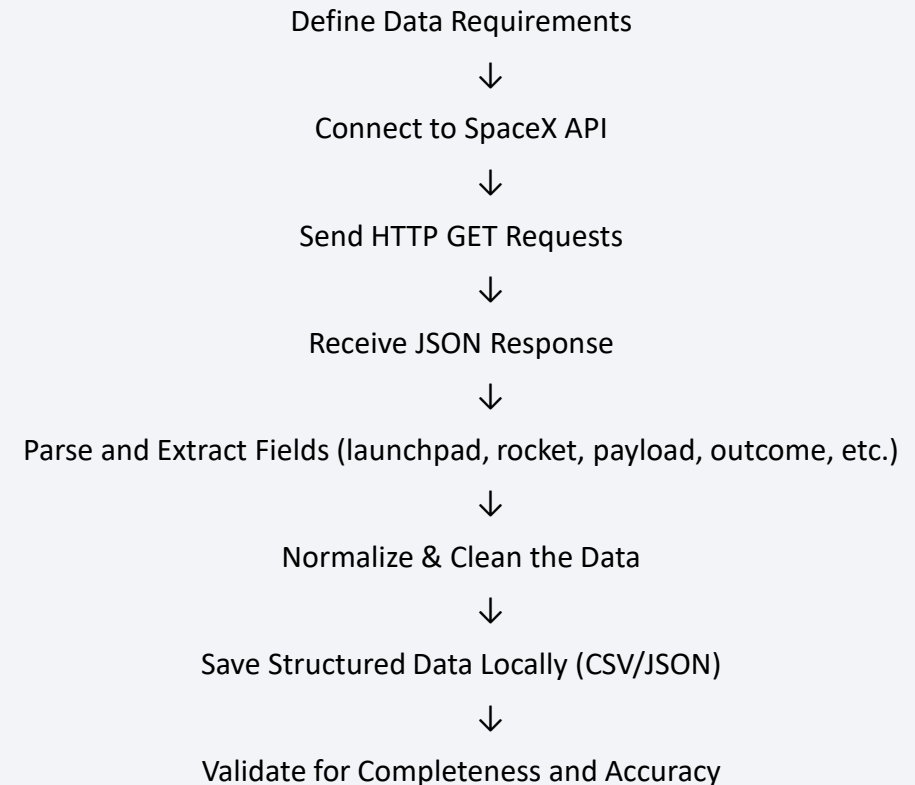 Define Data Requirements
↓
Connect to SpaceX API
↓
Send HTTP GET Requests
↓
Receive JSON Response
↓
Parse and Extract Fields (launchpad, rocket, payload, outcome, etc.)
↓
Normalize & Clean the Data
↓
Save Structured Data Locally (CSV/JSON)
↓
Validate for Completeness and Accuracy